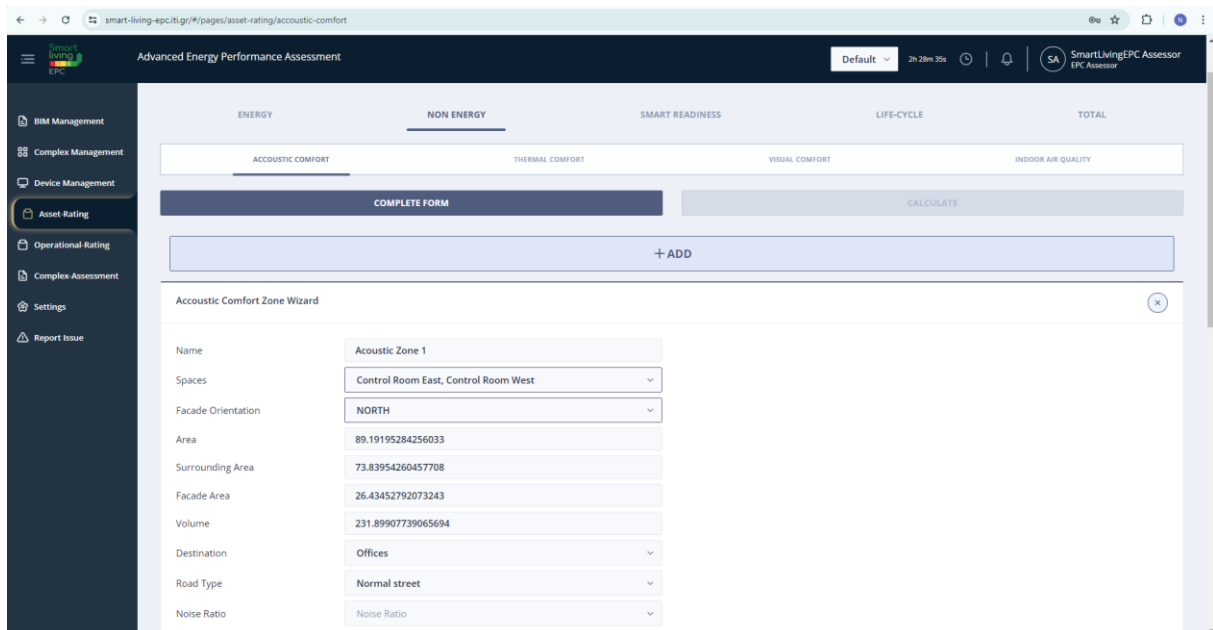 smart-living-epc.iti.gr/#/pages/asset-rating/accoustic-comfort
N
Smart
living
EPC
Advanced Energy Performance Assessment
Default
2h 28m 35s
SA
SmartLivingEPC Assessor
EPC Assessor
BIM Management
Complex Management
Device Management
Asset-Rating
Operational-Rating
Complex-Assessment
Settings
Report Issue
ENERGY
NON ENERGY
SMART READINESS
LIFE-CYCLE
TOTAL
ACCOUSTIC COMFORT
THERMAL COMFORT
VISUAL COMFORT
INDOOR AIR QUALITY
COMPLETE FORM
CALCULATE
+ ADD
Accoustic Comfort Zone Wizard
Name Acoustic Zone 1
Spaces Control Room East, Control Room West
Facade Orientation NORTH
Area 89.19195284256033
Surrounding Area 73.83954260457708
Facade Area 26.43452792073243
Volume 231.89907739065694
Destination Offices
Road Type Normal street
Noise Ratio Noise Ratio